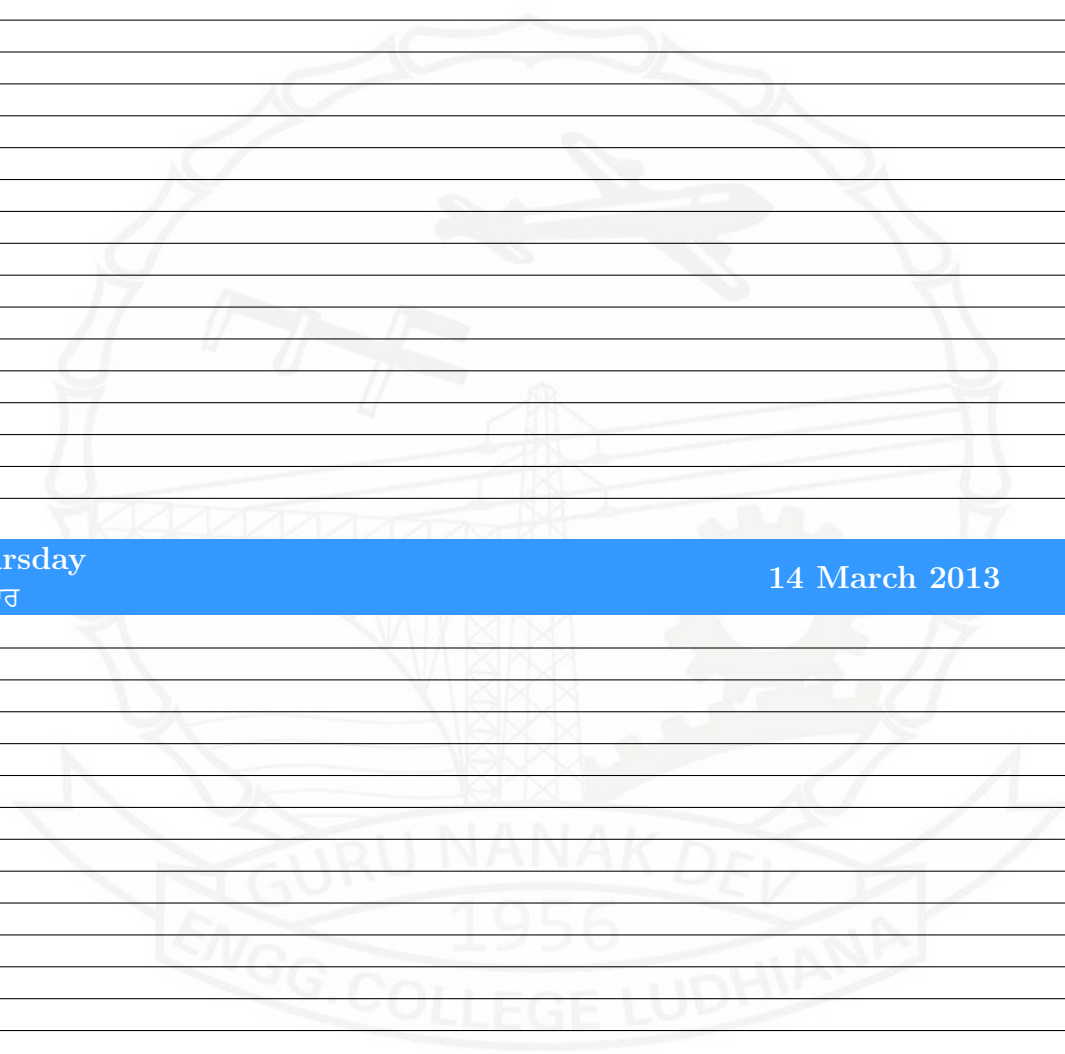 rsday
14 March 2013
GURU NANAK DEV
1956
ENGG. COLLEGE LUDHIANA